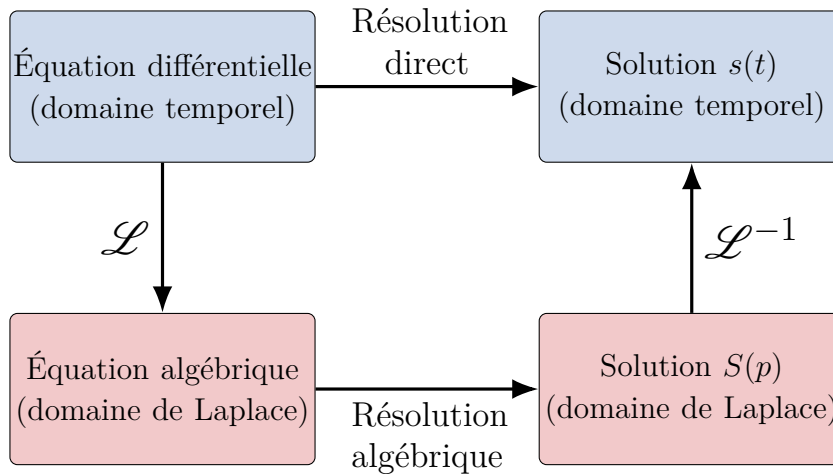 Équation différentielle
(domaine temporel)
Résolution
direct
Solution s(t)
(domaine temporel)
ℒ
ℒ⁻¹
Équation algébrique
(domaine de Laplace)
Résolution
algébrique
Solution S(p)
(domaine de Laplace)